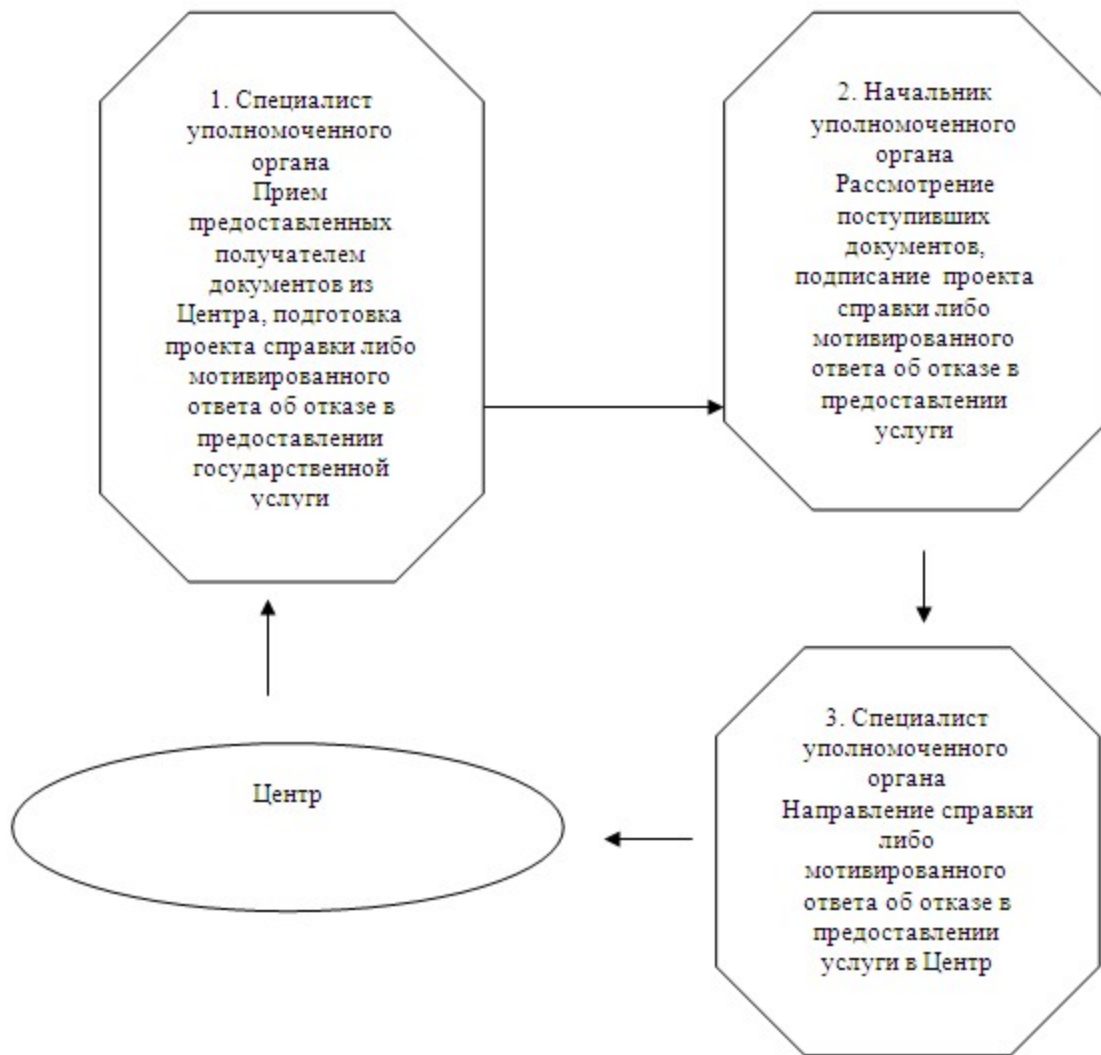 1. Специалист
уполномоченного
органа
Прием
предоставленных
получателем
документов из
Центра, подготовка
проекта справки либо
мотивированного
ответа об отказе в
предоставлении
государственной
услуги
2. Начальник
уполномоченного
органа
Рассмотрение
поступивших
документов,
подписание проекта
справки либо
мотивированного
ответа об отказе в
предоставлении
услуги
3. Специалист
уполномоченного
органа
Направление справки
либо
мотивированного
ответа об отказе в
предоставлении
услуги в Центр
Центр